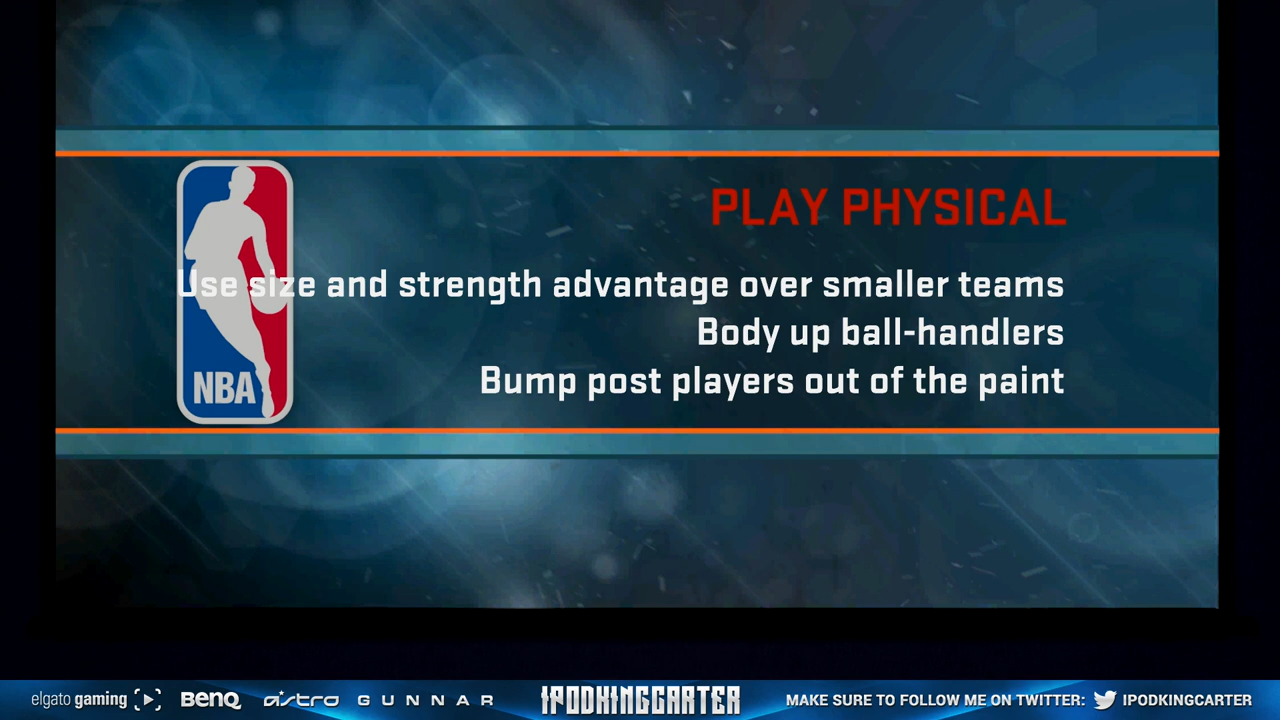 PLAY PHYSICAL
Use size and strength advantage over smaller teams
Body up ball-handlers
Bump post players out of the paint
NBA
elgato gaming BenQ astro GUNNAR IPODKINGCARTER MAKE SURE TO FOLLOW ME ON TWITTER: IPODKINGCARTER